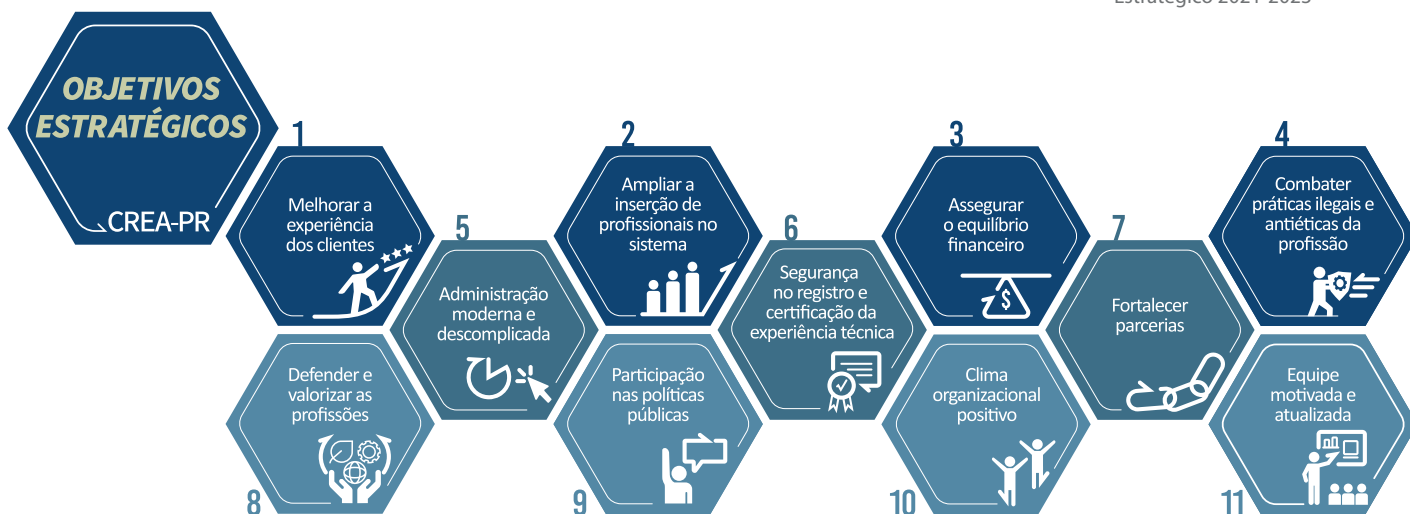 Estratégico 2021-2023
OBJETIVOS
ESTRATÉGICOS
CREA-PR
1
Melhorar a
experiência
dos clientes
2
Ampliar a
inserção de
profissionais no
sistema
3
Assegurar
o equilíbrio
financeiro
$
4
Combater
práticas ilegais e
antiéticas da
profissão
5
Administração
moderna e
descomplicada
6
Segurança
no registro e
certificação da
experiência técnica
7
Fortalecer
parcerias
8
Defender e
valorizar as
profissões
9
Participação
nas políticas
públicas
10
Clima
organizacional
positivo
11
Equipe
motivada e
atualizada